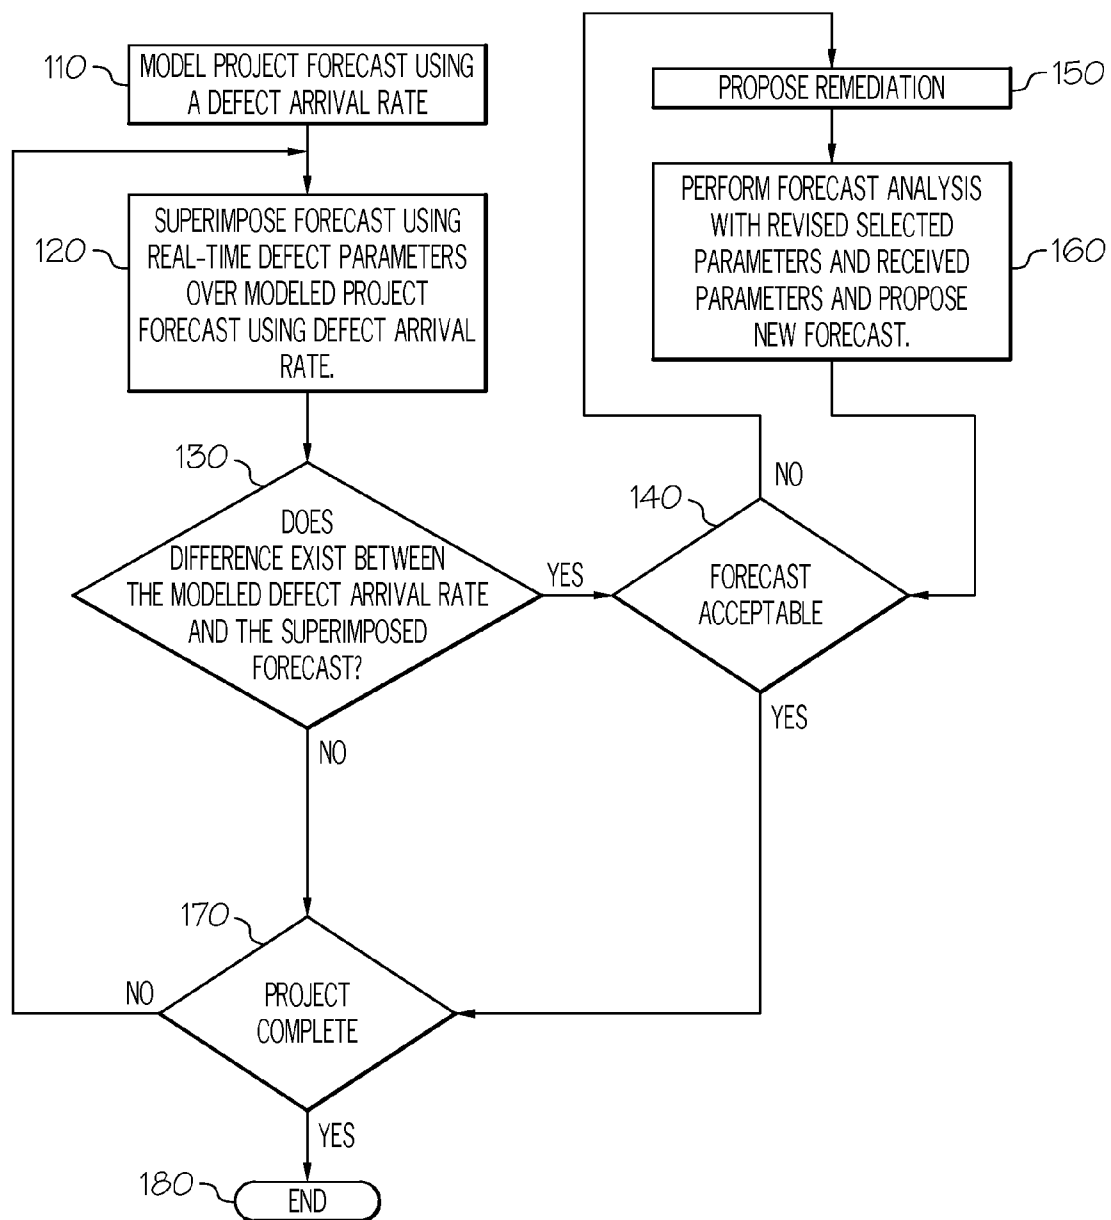 110
MODEL PROJECT FORECAST USING
A DEFECT ARRIVAL RATE
120
SUPERIMPOSE FORECAST USING
REAL-TIME DEFECT PARAMETERS
OVER MODELED PROJECT
FORECAST USING DEFECT ARRIVAL
RATE.
130
DOES
DIFFERENCE EXIST BETWEEN
THE MODELED DEFECT ARRIVAL RATE
AND THE SUPERIMPOSED
FORECAST?
YES
NO
140
FORECAST
ACCEPTABLE
NO
YES
PROPOSE REMEDIATION
150
PERFORM FORECAST ANALYSIS
WITH REVISED SELECTED
PARAMETERS AND RECEIVED
PARAMETERS AND PROPOSE
NEW FORECAST.
160
170
PROJECT
COMPLETE
NO
YES
180
END